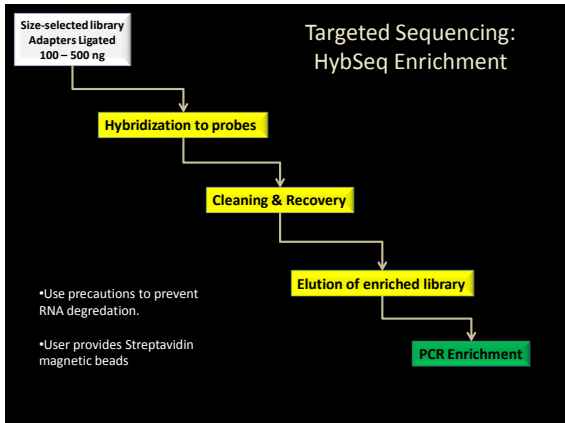 Size-selected library
Adapters Ligated
100 – 500 ng
Targeted Sequencing:
HybSeq Enrichment
Hybridization to probes
Cleaning & Recovery
Elution of enriched library
•Use precautions to prevent
RNA degredation.
•User provides Streptavidin
magnetic beads
PCR Enrichment